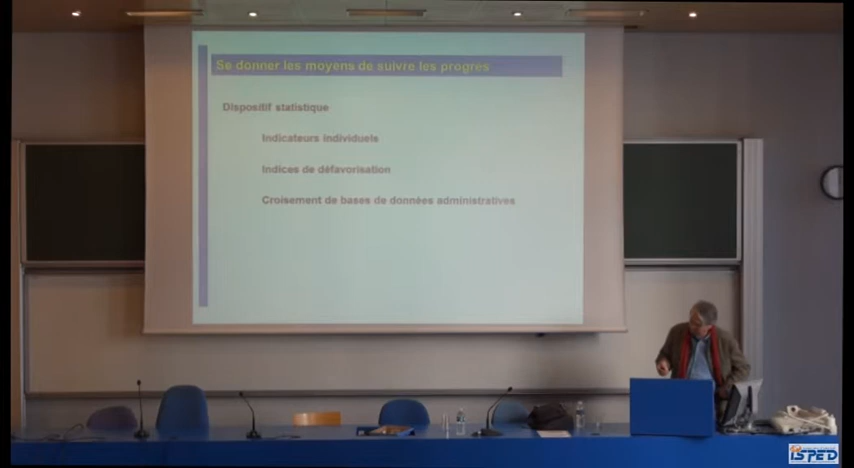 Se donner les moyens de suivre les progres
Dispositif statistique
Indicateurs individuels
Indices de défavorisation
Croisement de bases de données administratives
ISPED